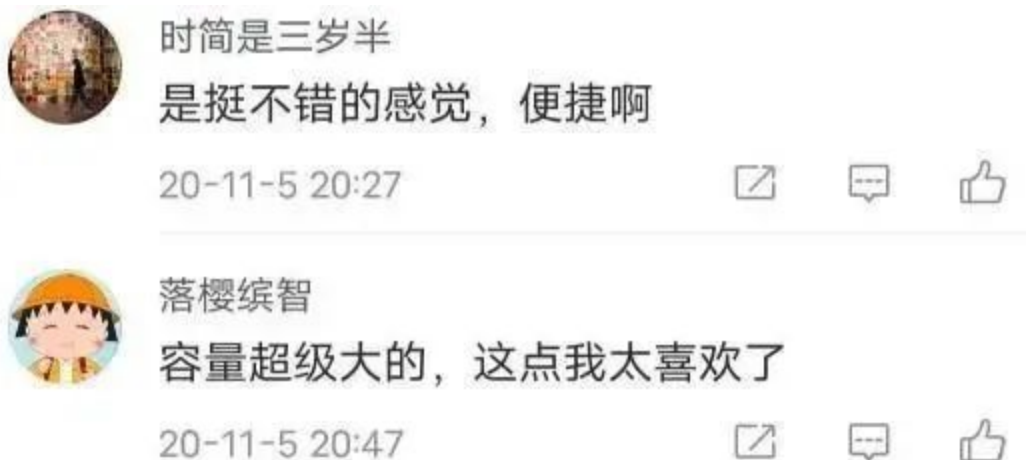 时简是三岁半
是挺不错的感觉，便捷啊
20-11-5 20:27
落樱缤智
容量超级大的，这点我太喜欢了
20-11-5 20:47